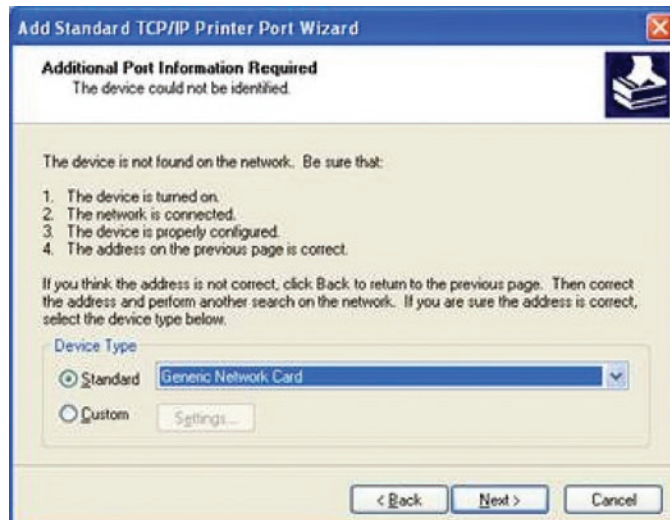 Add Standard TCP/IP Printer Port Wizard
Additional Port Information Required
The device could not be identified.
The device is not found on the network. Be sure that:
1. The device is turned on.
2. The network is connected.
3. The device is properly configured.
4. The address on the previous page is correct.
If you think the address is not correct, click Back to return to the previous page. Then correct
the address and perform another search on the network. If you are sure the address is correct,
select the device type below.
Device Type
Standard Generic Network Card
Custom Settings...
< Back Next > Cancel